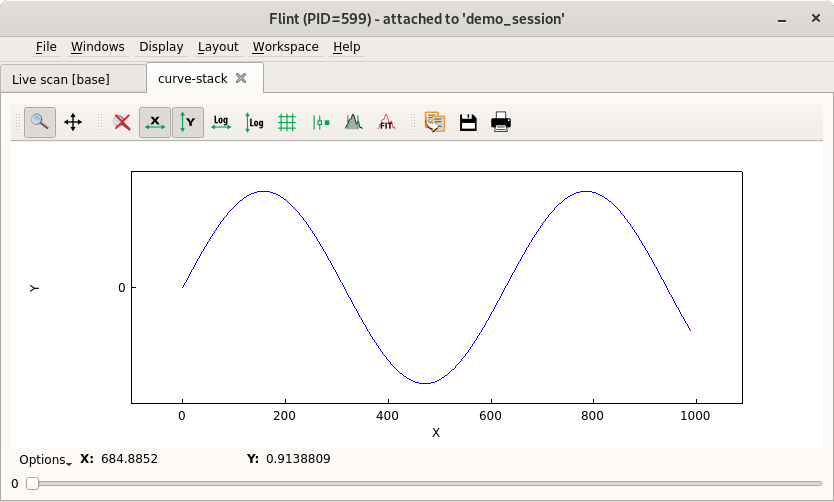 Flint (PID=599) - attached to 'demo_session'
File Windows Display Layout Workspace Help
Live scan [base] curve-stack
X Y Log Log FIT
Y
0
0 200 400 600 800 1000
X
Options X: 684.8852 Y: 0.9138809
0